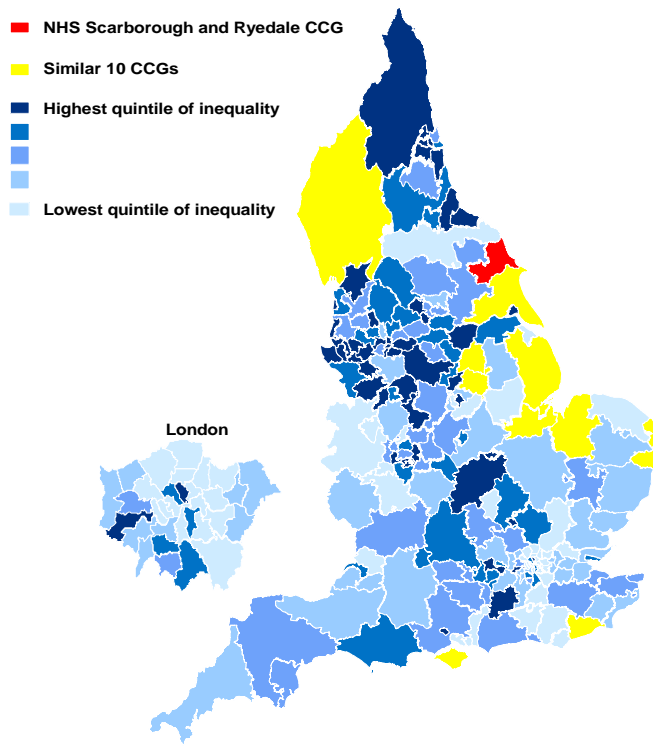 NHS Scarborough and Ryedale CCG
Similar 10 CCGs
Highest quintile of inequality
Lowest quintile of inequality
London